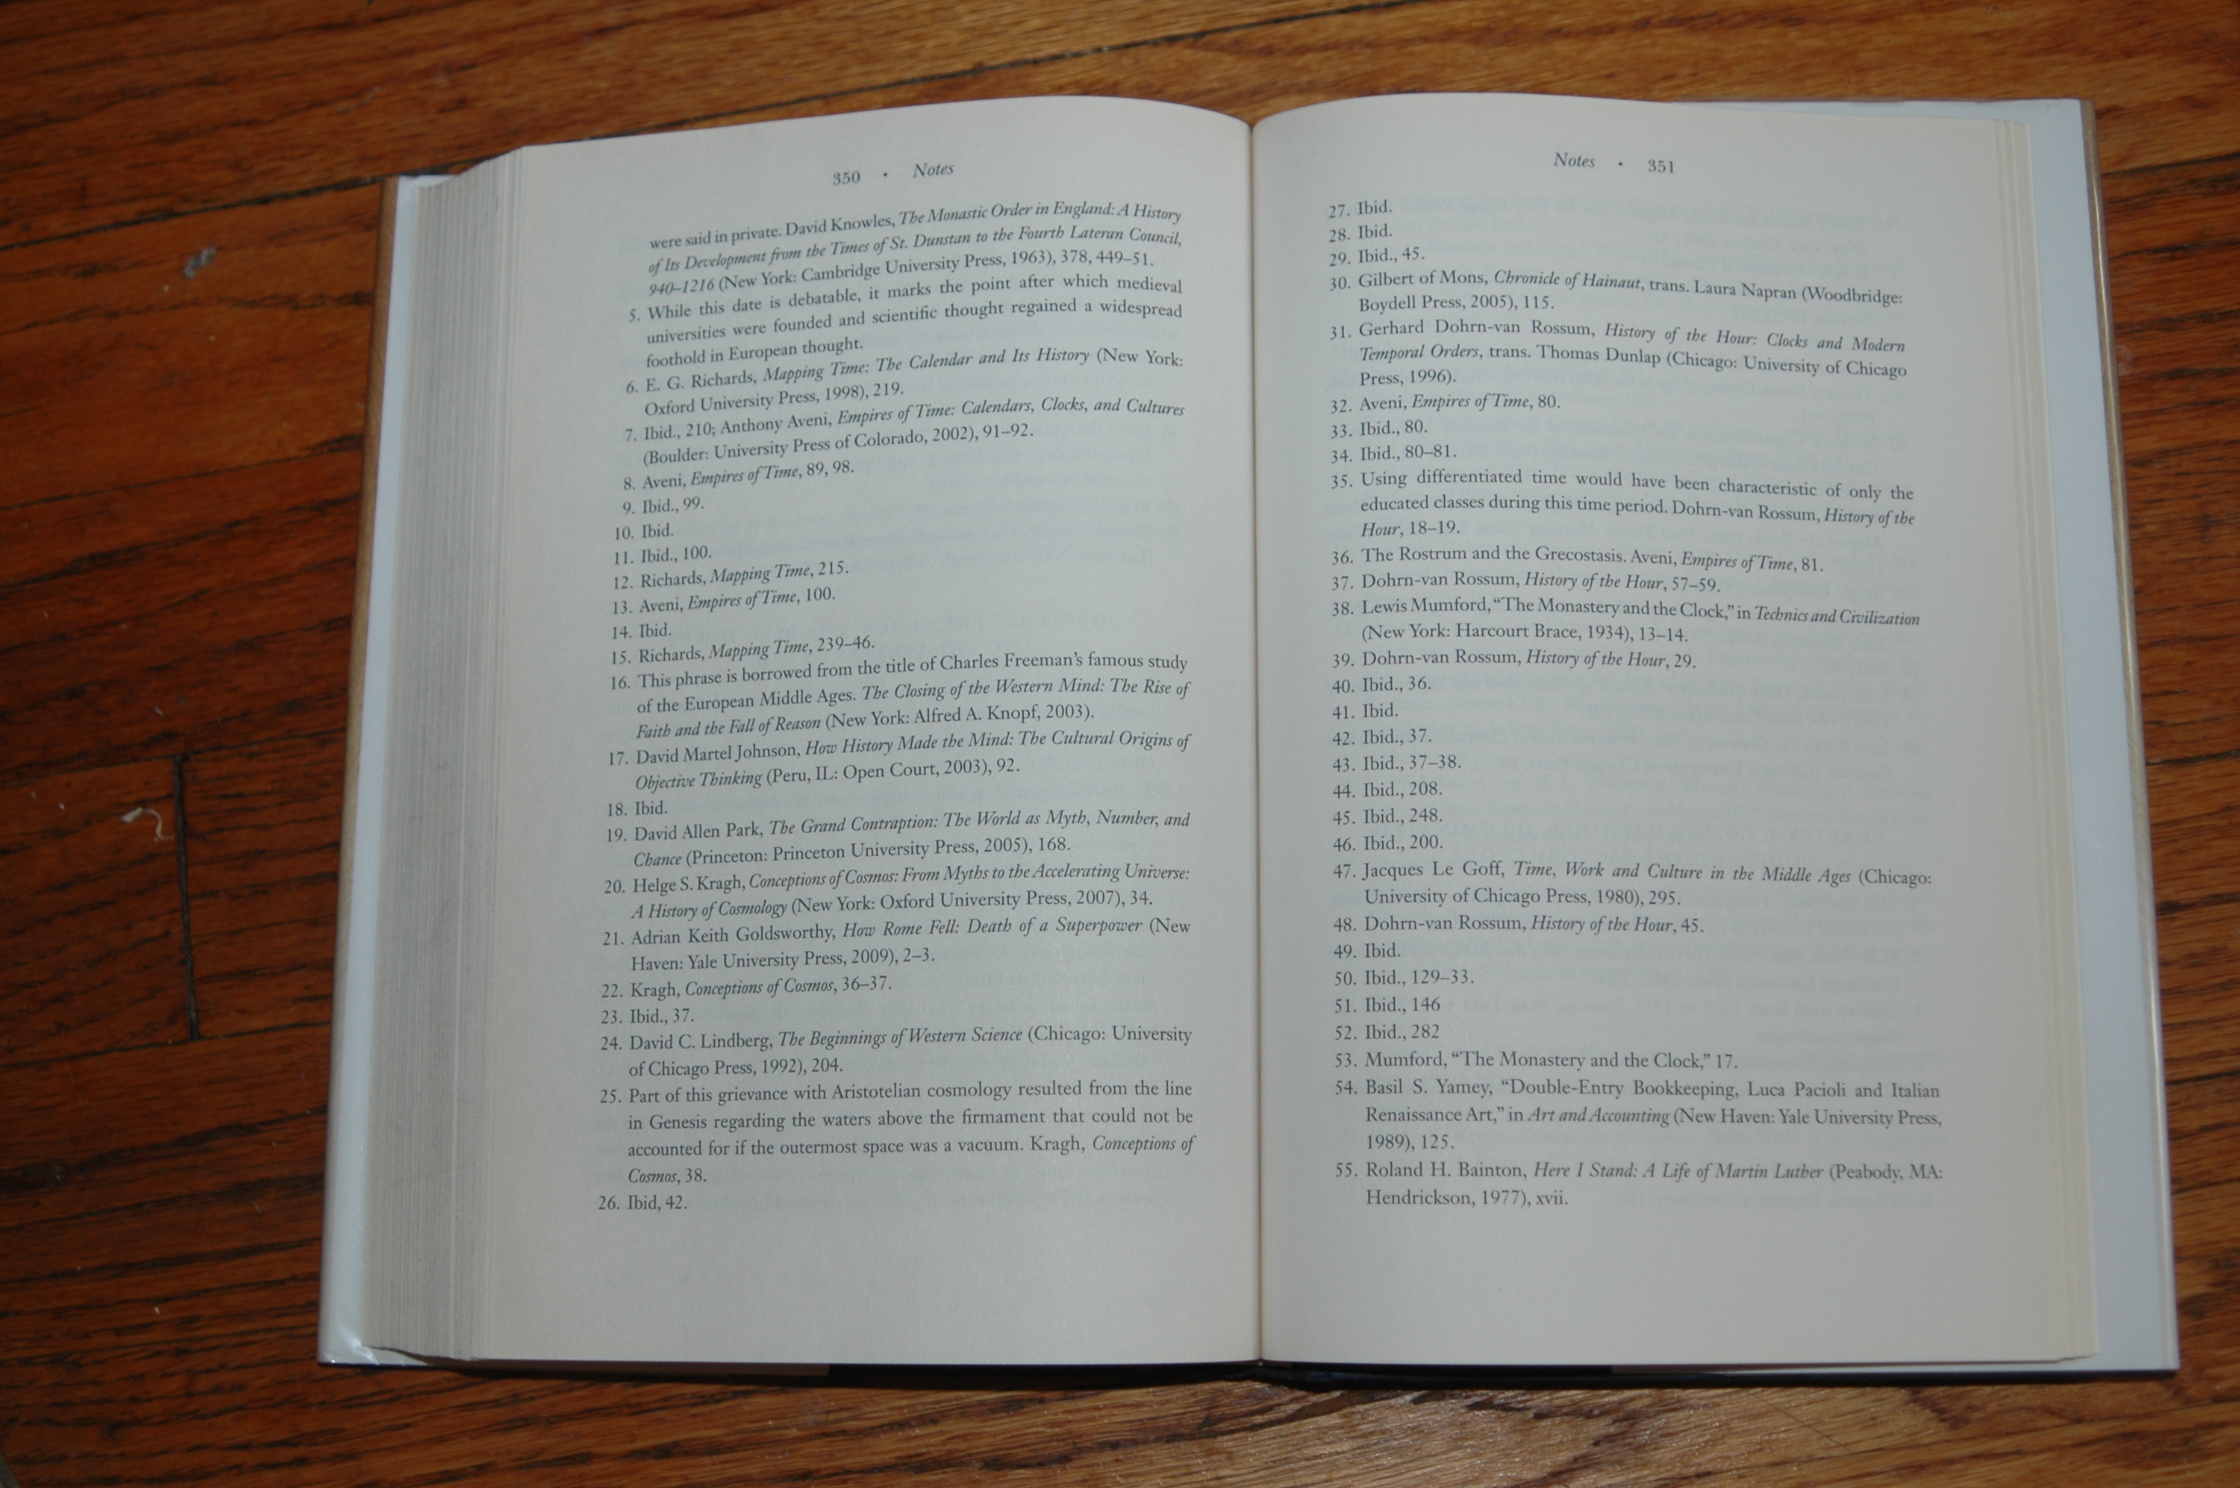 350 • Notes
were said in private. David Knowles, The Monastic Order in England: A History
of Its Development from the Times of St. Dunstan to the Fourth Lateran Council,
940–1216 (New York: Cambridge University Press, 1963), 378, 449–51.
5. While this date is debatable, it marks the point after which medieval
universities were founded and scientific thought regained a widespread
foothold in European thought.
6. E. G. Richards, Mapping Time: The Calendar and Its History (New York:
Oxford University Press, 1998), 219.
7. Ibid., 210; Anthony Aveni, Empires of Time: Calendars, Clocks, and Cultures
(Boulder: University Press of Colorado, 2002), 91–92.
8. Aveni, Empires of Time, 89, 98.
9. Ibid., 99.
10. Ibid.
11. Ibid., 100.
12. Richards, Mapping Time, 215.
13. Aveni, Empires of Time, 100.
14. Ibid.
15. Richards, Mapping Time, 239–46.
16. This phrase is borrowed from the title of Charles Freeman's famous study
of the European Middle Ages. The Closing of the Western Mind: The Rise of
Faith and the Fall of Reason (New York: Alfred A. Knopf, 2003).
17. David Martel Johnson, How History Made the Mind: The Cultural Origins of
Objective Thinking (Peru, IL: Open Court, 2003), 92.
18. Ibid.
19. David Allen Park, The Grand Contraption: The World as Myth, Number, and
Chance (Princeton: Princeton University Press, 2005), 168.
20. Helge S. Kragh, Conceptions of Cosmos: From Myths to the Accelerating Universe:
A History of Cosmology (New York: Oxford University Press, 2007), 34.
21. Adrian Keith Goldsworthy, How Rome Fell: Death of a Superpower (New
Haven: Yale University Press, 2009), 2–3.
22. Kragh, Conceptions of Cosmos, 36–37.
23. Ibid., 37.
24. David C. Lindberg, The Beginnings of Western Science (Chicago: University
of Chicago Press, 1992), 204.
25. Part of this grievance with Aristotelian cosmology resulted from the line
in Genesis regarding the waters above the firmament that could not be
accounted for if the outermost space was a vacuum. Kragh, Conceptions of
Cosmos, 38.
26. Ibid, 42.
Notes • 351
27. Ibid.
28. Ibid.
29. Ibid., 45.
30. Gilbert of Mons, Chronicle of Hainaut, trans. Laura Napran (Woodbridge:
Boydell Press, 2005), 115.
31. Gerhard Dohrn-van Rossum, History of the Hour: Clocks and Modern
Temporal Orders, trans. Thomas Dunlap (Chicago: University of Chicago
Press, 1996).
32. Aveni, Empires of Time, 80.
33. Ibid., 80.
34. Ibid., 80–81.
35. Using differentiated time would have been characteristic of only the
educated classes during this time period. Dohrn-van Rossum, History of the
Hour, 18–19.
36. The Rostrum and the Grecostasis. Aveni, Empires of Time, 81.
37. Dohrn-van Rossum, History of the Hour, 57–59.
38. Lewis Mumford, “The Monastery and the Clock,” in Technics and Civilization
(New York: Harcourt Brace, 1934), 13–14.
39. Dohrn-van Rossum, History of the Hour, 29.
40. Ibid., 36.
41. Ibid.
42. Ibid., 37.
43. Ibid., 37–38.
44. Ibid., 208.
45. Ibid., 248.
46. Ibid., 200.
47. Jacques Le Goff, Time, Work and Culture in the Middle Ages (Chicago:
University of Chicago Press, 1980), 295.
48. Dohrn-van Rossum, History of the Hour, 45.
49. Ibid.
50. Ibid., 129–33.
51. Ibid., 146
52. Ibid., 282
53. Mumford, “The Monastery and the Clock,” 17.
54. Basil S. Yamey, “Double-Entry Bookkeeping, Luca Pacioli and Italian
Renaissance Art,” in Art and Accounting (New Haven: Yale University Press,
1989), 125.
55. Roland H. Bainton, Here I Stand: A Life of Martin Luther (Peabody, MA:
Hendrickson, 1977), xvii.